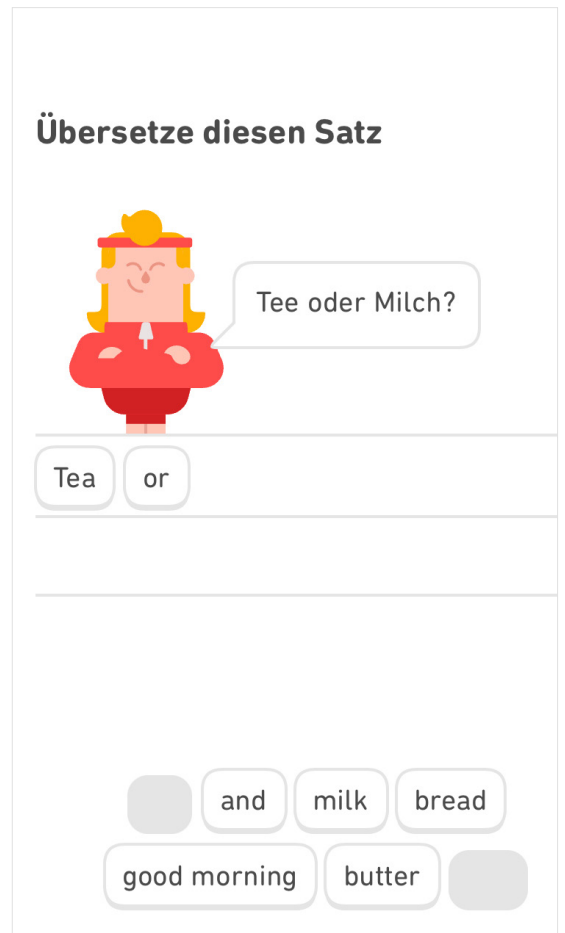 Übersetze diesen Satz
Tee oder Milch?
Tea or
and milk bread
good morning butter